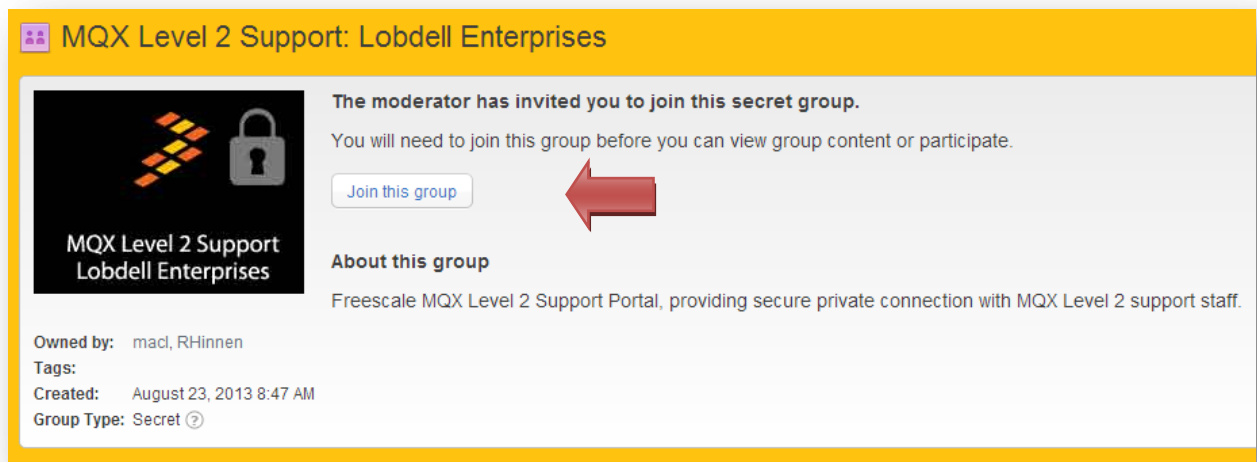 MQX Level 2 Support: Lobdell Enterprises
The moderator has invited you to join this secret group.
You will need to join this group before you can view group content or participate.
Join this group
MQX Level 2 Support
Lobdell Enterprises
About this group
Freescale MQX Level 2 Support Portal, providing secure private connection with MQX Level 2 support staff.
Owned by: macl, RHinnen
Tags:
Created: August 23, 2013 8:47 AM
Group Type: Secret ?